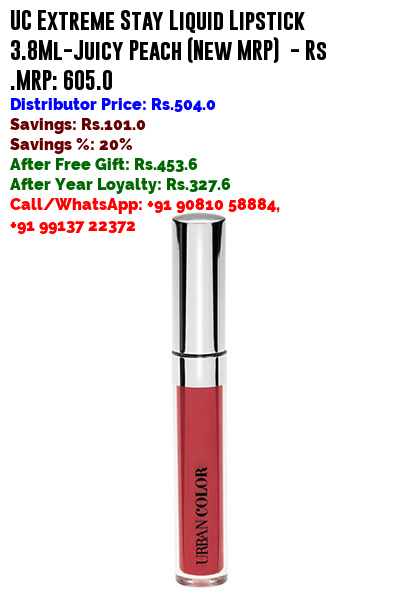 UC Extreme Stay Liquid Lipstick
3.8Ml-Juicy Peach (New MRP) - Rs
.MRP: 605.0
Distributor Price: Rs.504.0
Savings: Rs.101.0
Savings %: 20%
After Free Gift: Rs.453.6
After Year Loyalty: Rs.327.6
Call/WhatsApp: +91 90810 58884,
+91 99137 22372
URBAN COLOR